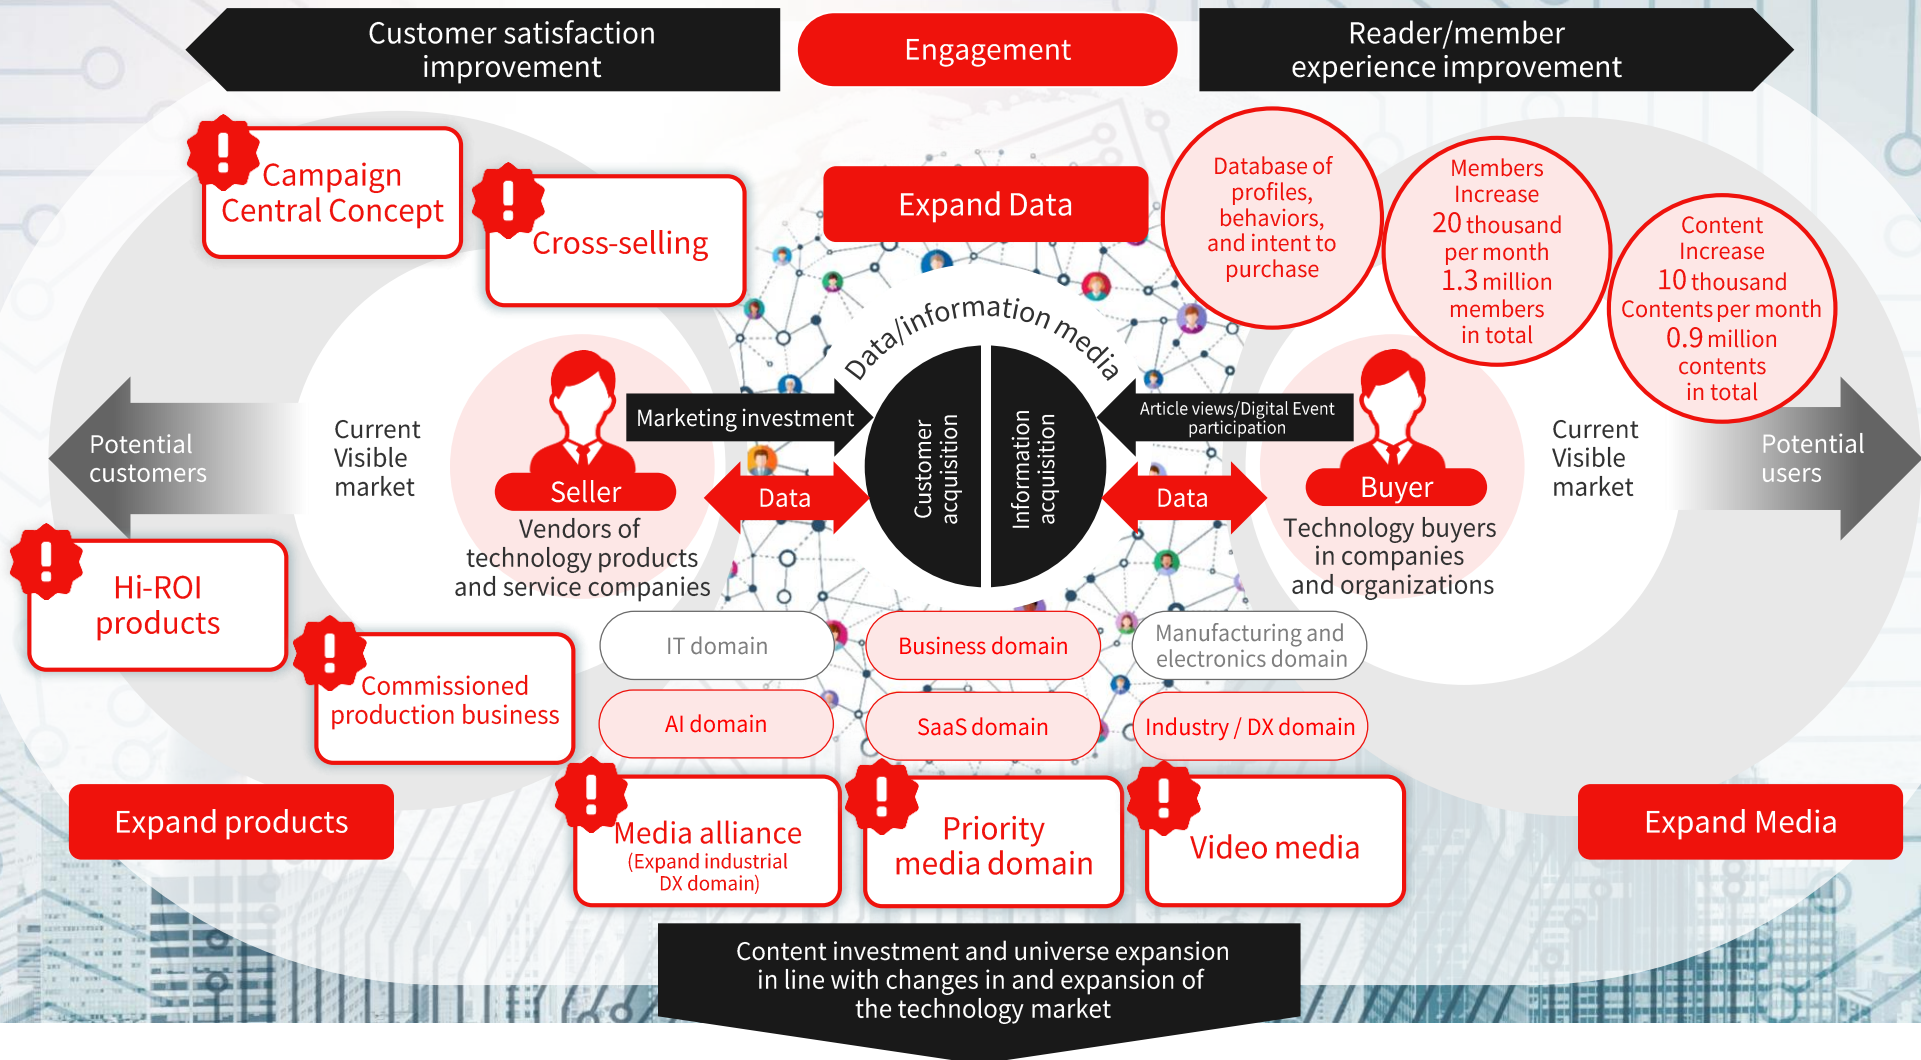 Customer satisfaction
improvement
Engagement
Reader/member
experience improvement
Campaign
Central Concept
Cross-selling
Expand Data
Database of
profiles,
behaviors,
and intent to
purchase
Members
Increase
20 thousand
per month
1.3 million
members
in total
Content
Increase
10 thousand
Contents per month
0.9 million
contents
in total
Data/information media
Potential
customers
Current
Visible
market
Seller
Vendors of
technology products
and service companies
Marketing investment
Data
Customer
acquisition
Information
acquisition
Article views/Digital Event
participation
Data
Buyer
Technology buyers
in companies
and organizations
Current
Visible
market
Potential
users
Hi-ROI
products
Commissioned
production business
IT domain
Business domain
Manufacturing and
electronics domain
AI domain
SaaS domain
Industry / DX domain
Expand products
Media alliance
(Expand industrial
DX domain)
Priority
media domain
Video media
Expand Media
Content investment and universe expansion
in line with changes in and expansion of
the technology market